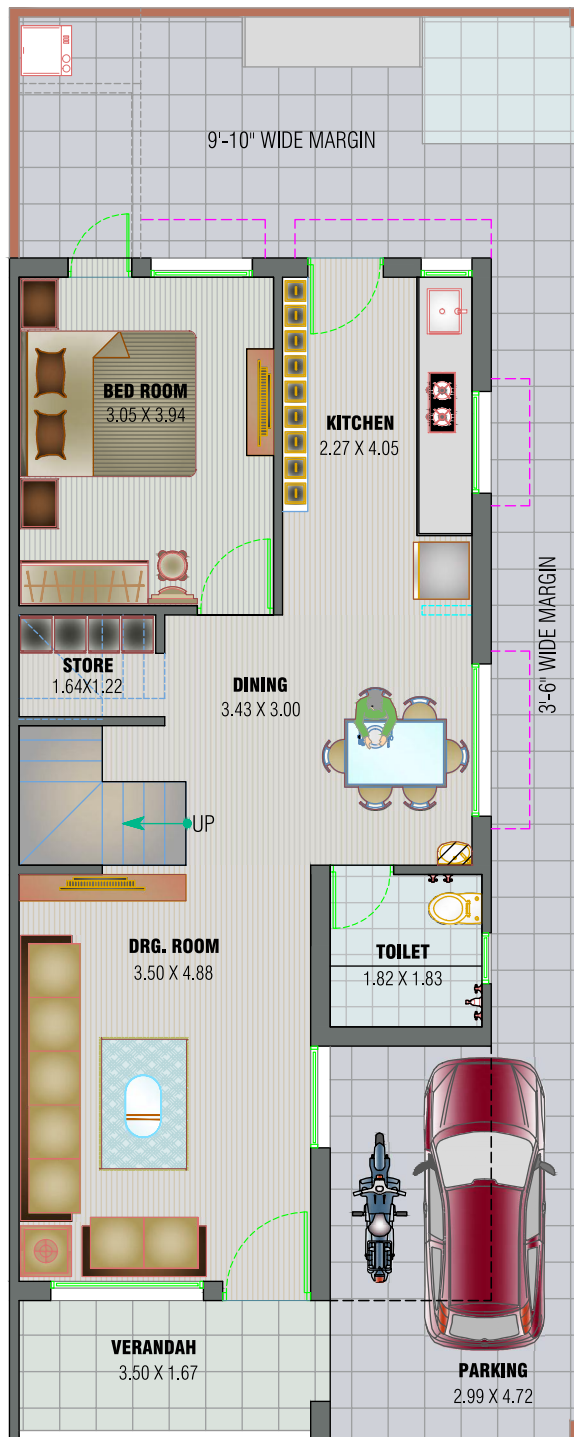 9'-10" WIDE MARGIN
BED ROOM
3.05 X 3.94
KITCHEN
2.27 X 4.05
3'-6" WIDE MARGIN
STORE
1.64X1.22
DINING
3.43 X 3.00
UP
DRG. ROOM
3.50 X 4.88
TOILET
1.82 X 1.83
VERANDAH
3.50 X 1.67
PARKING
2.99 X 4.72